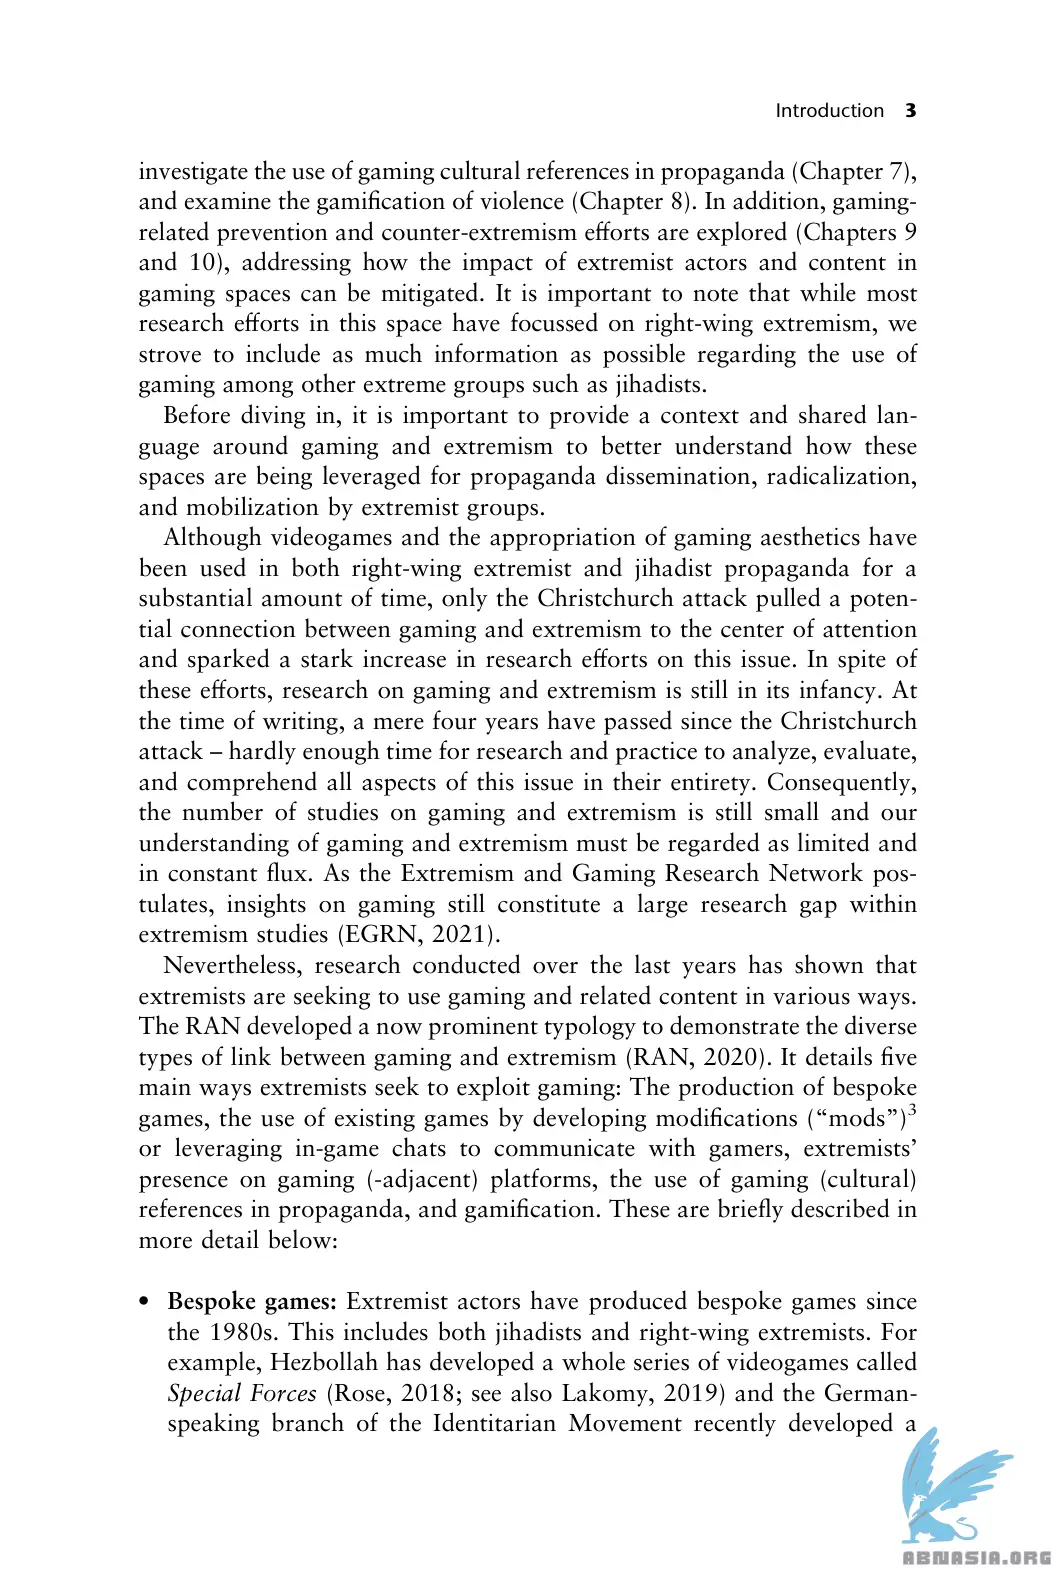 Introduction 3
investigate the use of gaming cultural references in propaganda (Chapter 7),
and examine the gamification of violence (Chapter 8). In addition, gaming-
related prevention and counter-extremism efforts are explored (Chapters 9
and 10), addressing how the impact of extremist actors and content in
gaming spaces can be mitigated. It is important to note that while most
research efforts in this space have focussed on right-wing extremism, we
strove to include as much information as possible regarding the use of
gaming among other extreme groups such as jihadists.
Before diving in, it is important to provide a context and shared lan-
guage around gaming and extremism to better understand how these
spaces are being leveraged for propaganda dissemination, radicalization,
and mobilization by extremist groups.
Although videogames and the appropriation of gaming aesthetics have
been used in both right-wing extremist and jihadist propaganda for a
substantial amount of time, only the Christchurch attack pulled a poten-
tial connection between gaming and extremism to the center of attention
and sparked a stark increase in research efforts on this issue. In spite of
these efforts, research on gaming and extremism is still in its infancy. At
the time of writing, a mere four years have passed since the Christchurch
attack – hardly enough time for research and practice to analyze, evaluate,
and comprehend all aspects of this issue in their entirety. Consequently,
the number of studies on gaming and extremism is still small and our
understanding of gaming and extremism must be regarded as limited and
in constant flux. As the Extremism and Gaming Research Network pos-
tulates, insights on gaming still constitute a large research gap within
extremism studies (EGRN, 2021).
Nevertheless, research conducted over the last years has shown that
extremists are seeking to use gaming and related content in various ways.
The RAN developed a now prominent typology to demonstrate the diverse
types of link between gaming and extremism (RAN, 2020). It details five
main ways extremists seek to exploit gaming: The production of bespoke
games, the use of existing games by developing modifications (“mods”)3
or leveraging in-game chats to communicate with gamers, extremists’
presence on gaming (-adjacent) platforms, the use of gaming (cultural)
references in propaganda, and gamification. These are briefly described in
more detail below:
• Bespoke games: Extremist actors have produced bespoke games since
the 1980s. This includes both jihadists and right-wing extremists. For
example, Hezbollah has developed a whole series of videogames called
Special Forces (Rose, 2018; see also Lakomy, 2019) and the German-
speaking branch of the Identitarian Movement recently developed a
ABNASIA.ORG